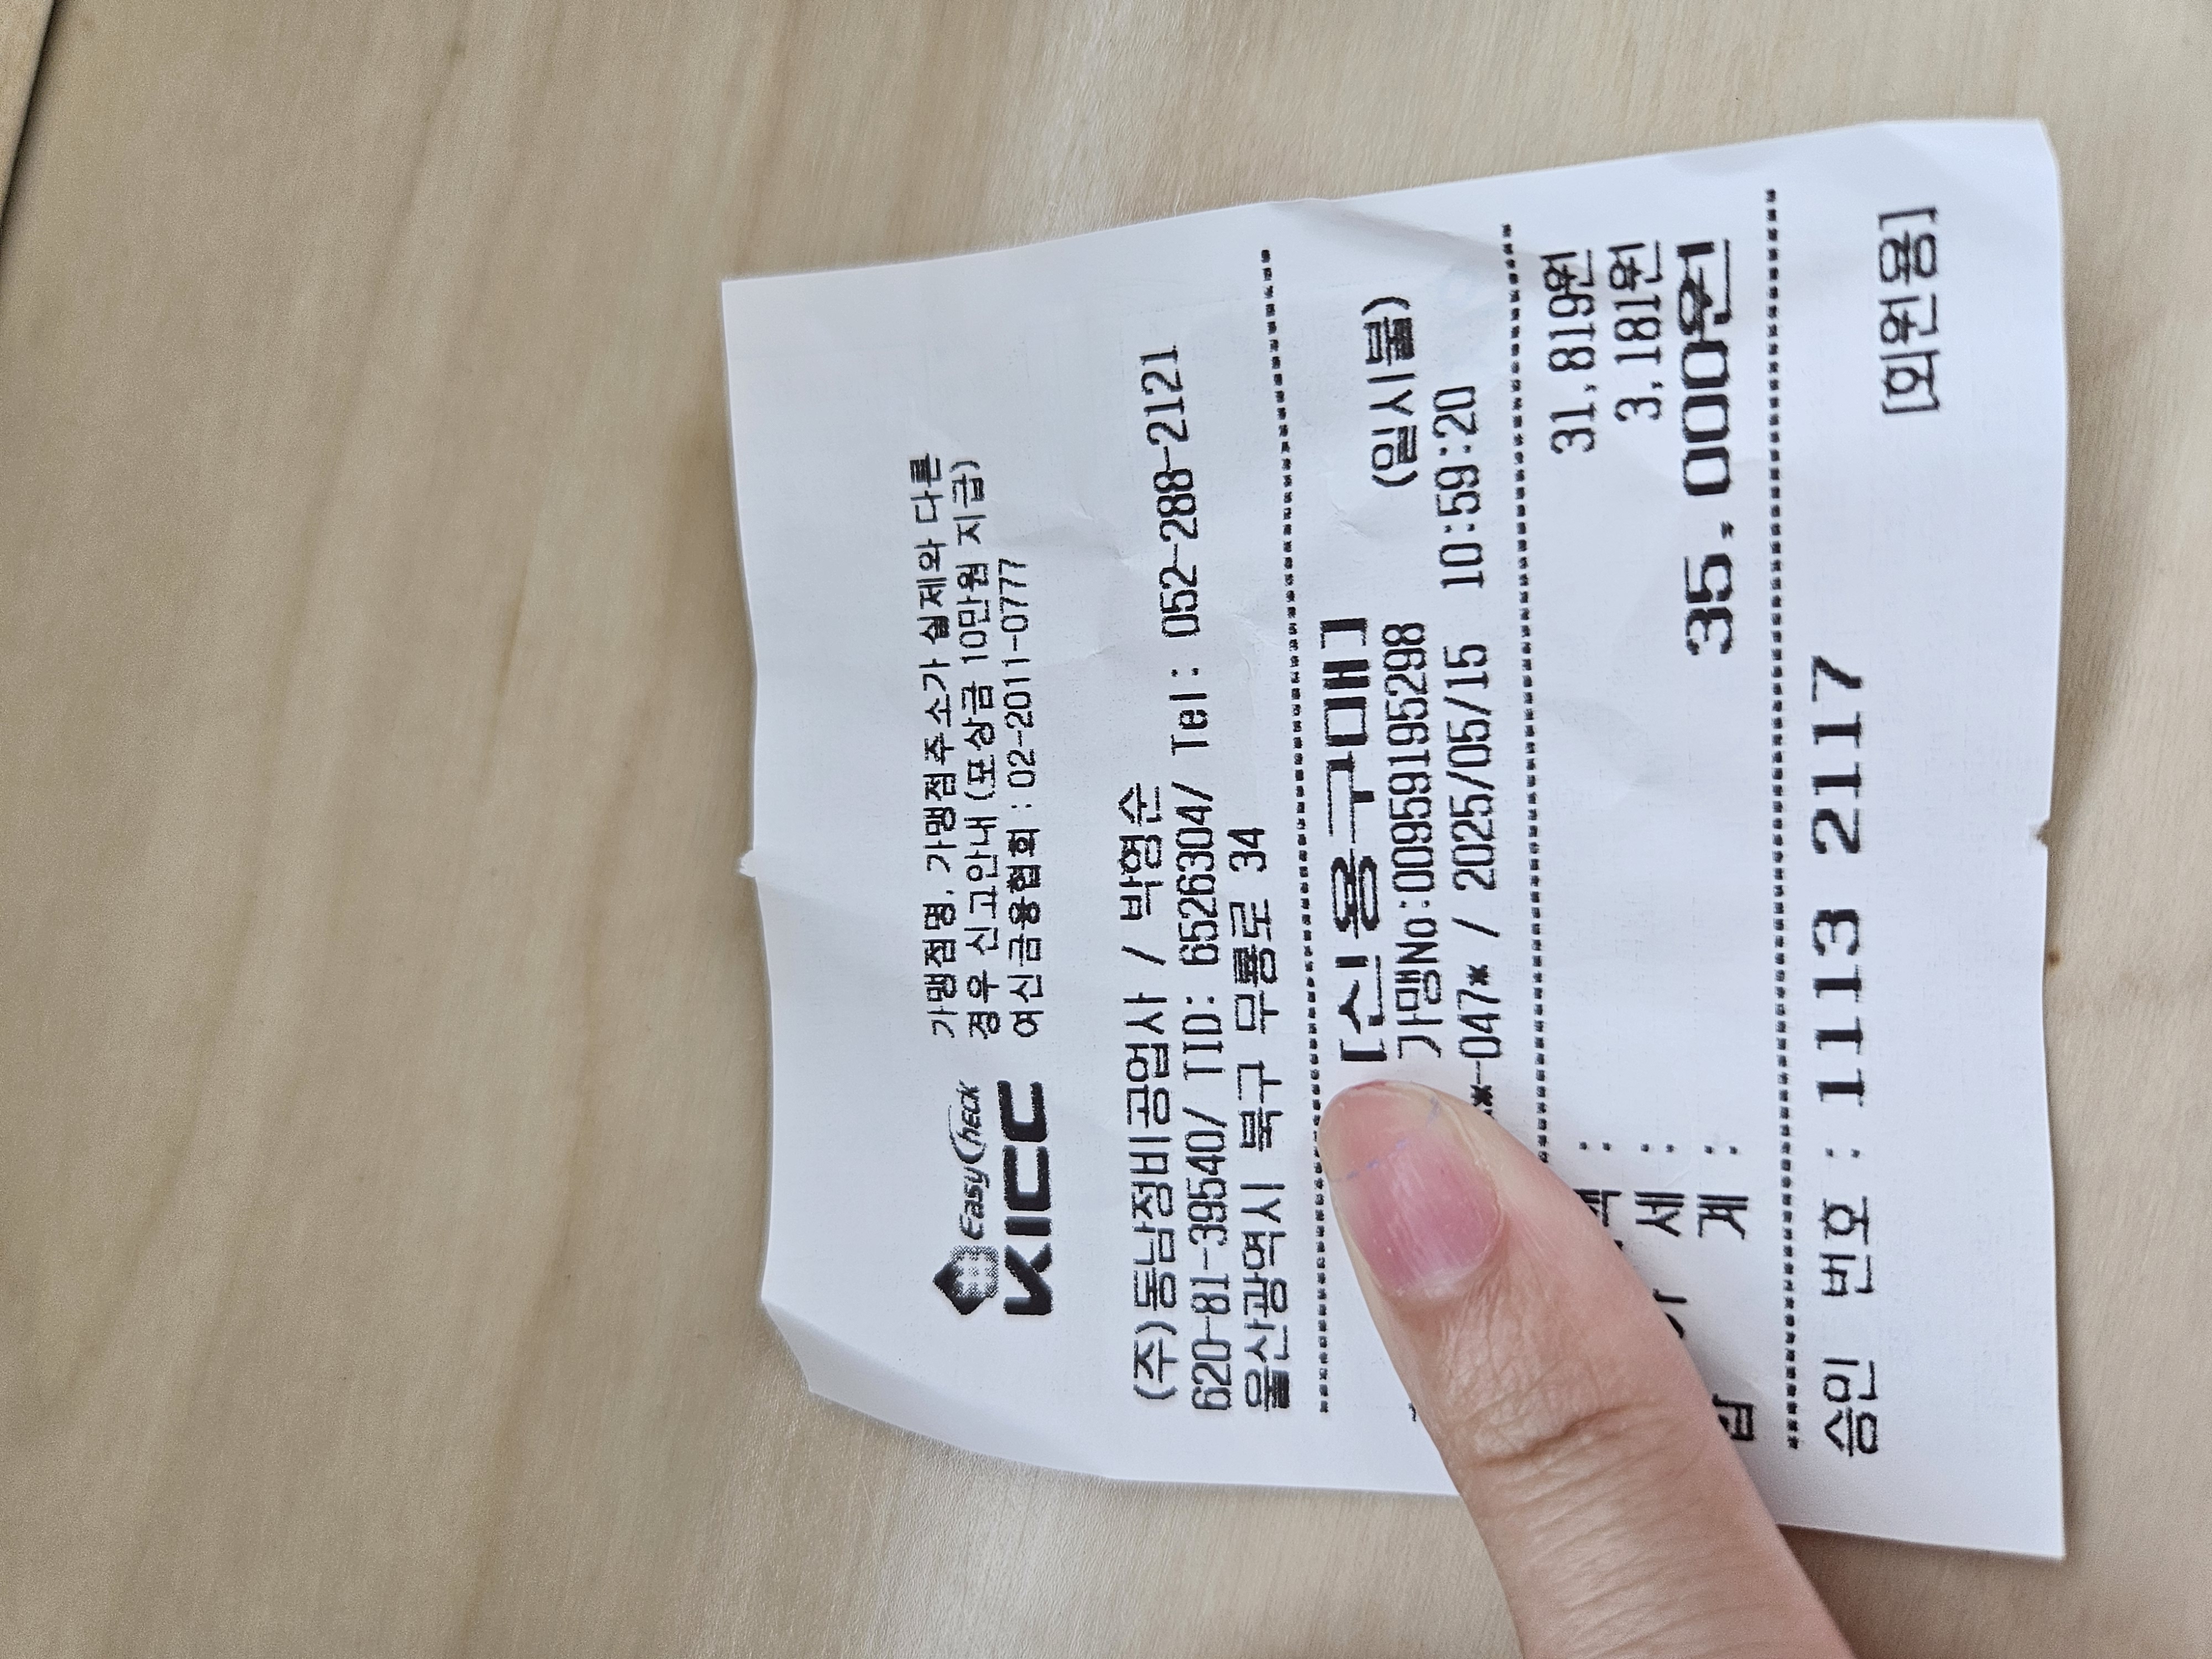 Easy Check
KICC
가맹점명, 가맹점주소가 실제와 다른
경우 신고안내 (포상금 10만원 지급)
여신금융협회 : 02-2011-0777
(주)동남정비공업사 / 박영순
620-81-39540/ TID: 6526304/ Tel: 052-288-2121
울산광역시 북구 무룡로 34
[신용구매]
가맹No:00959195298 (일시불)
*-047* / 2025/05/15 10:59:20
액 : 31,819원
세 : 3,181원
계 : 35,000원
승인 번호 : 1113 2117
[회원용]